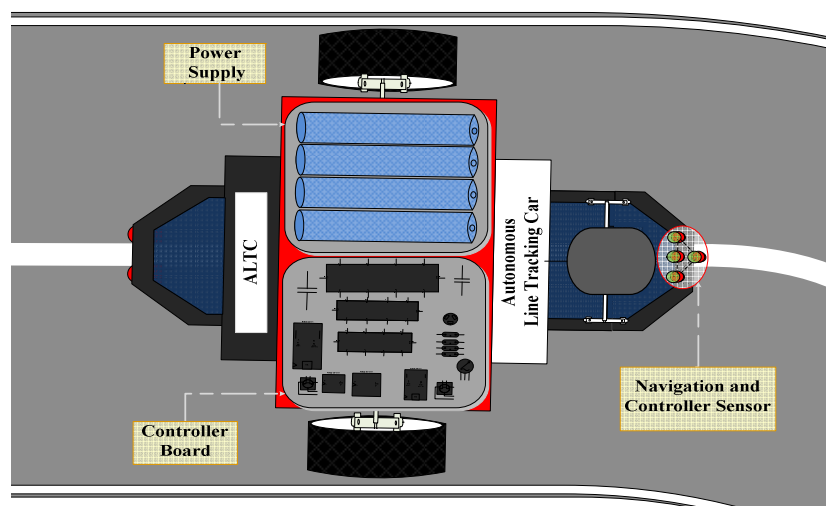 Power
Supply
ALTC
Autonomous
Line Tracking Car
Navigation and
Controller Sensor
Controller
Board